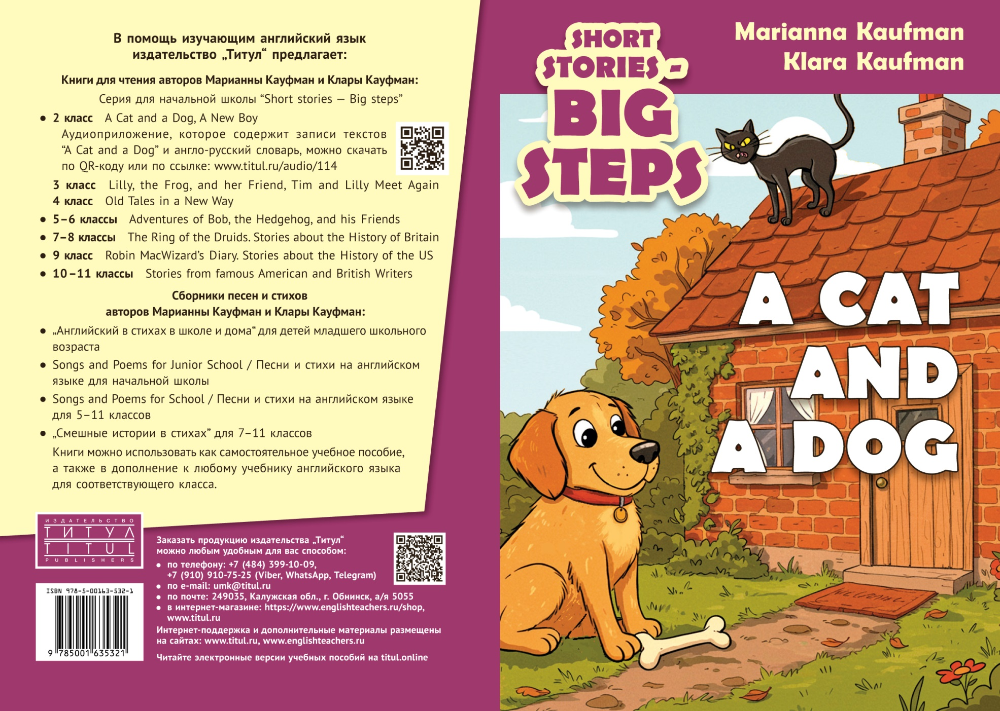 В помощь изучающим английский язык
издательство „Титул“ предлагает:
Книги для чтения авторов Марианны Кауфман и Клары Кауфман:
Серия для начальной школы “Short stories — Big steps”
● 2 класс A Cat and a Dog, A New Boy
Аудиоприложение, которое содержит записи текстов
“A Cat and a Dog” и англо-русский словарь, можно скачать
по QR-коду или по ссылке: www.titul.ru/audio/114
3 класс Lilly, the Frog, and her Friend, Tim and Lilly Meet Again
4 класс Old Tales in a New Way
● 5–6 классы Adventures of Bob, the Hedgehog, and his Friends
● 7–8 классы The Ring of the Druids. Stories about the History of Britain
● 9 класс Robin MacWizard’s Diary. Stories about the History of the US
● 10–11 классы Stories from famous American and British Writers
Сборники песен и стихов
авторов Марианны Кауфман и Клары Кауфман:
● „Английский в стихах в школе и дома“ для детей младшего школьного
возраста
● Songs and Poems for Junior School / Песни и стихи на английском
языке для начальной школы
● Songs and Poems for School / Песни и стихи на английском языке
для 5–11 классов
● „Смешные истории в стихах” для 7–11 классов
Книги можно использовать как самостоятельное учебное пособие,
а также в дополнение к любому учебнику английского языка
для соответствующего класса.
ИЗДАТЕЛЬСТВО
ТИТУЛ
TITUL
PUBLISHERS
ISBN 978-5-00163-532-1
9 785001 635321
Заказать продукцию издательства „Титул“
можно любым удобным для вас способом:
● по телефону: +7 (484) 399-10-09,
+7 (910) 910-75-25 (Viber, WhatsApp, Telegram)
● по e-mail: umk@titul.ru
● по почте: 249035, Калужская обл., г. Обнинск, а/я 5055
● в интернет-магазине: https://www.englishteachers.ru/shop,
www.titul.ru
Интернет-поддержка и дополнительные материалы размещены
на сайтах: www.titul.ru, www.englishteachers.ru
Читайте электронные версии учебных пособий на titul.online
Marianna Kaufman
Klara Kaufman
SHORT
STORIES -
BIG
STEPS
A CAT
AND
A DOG